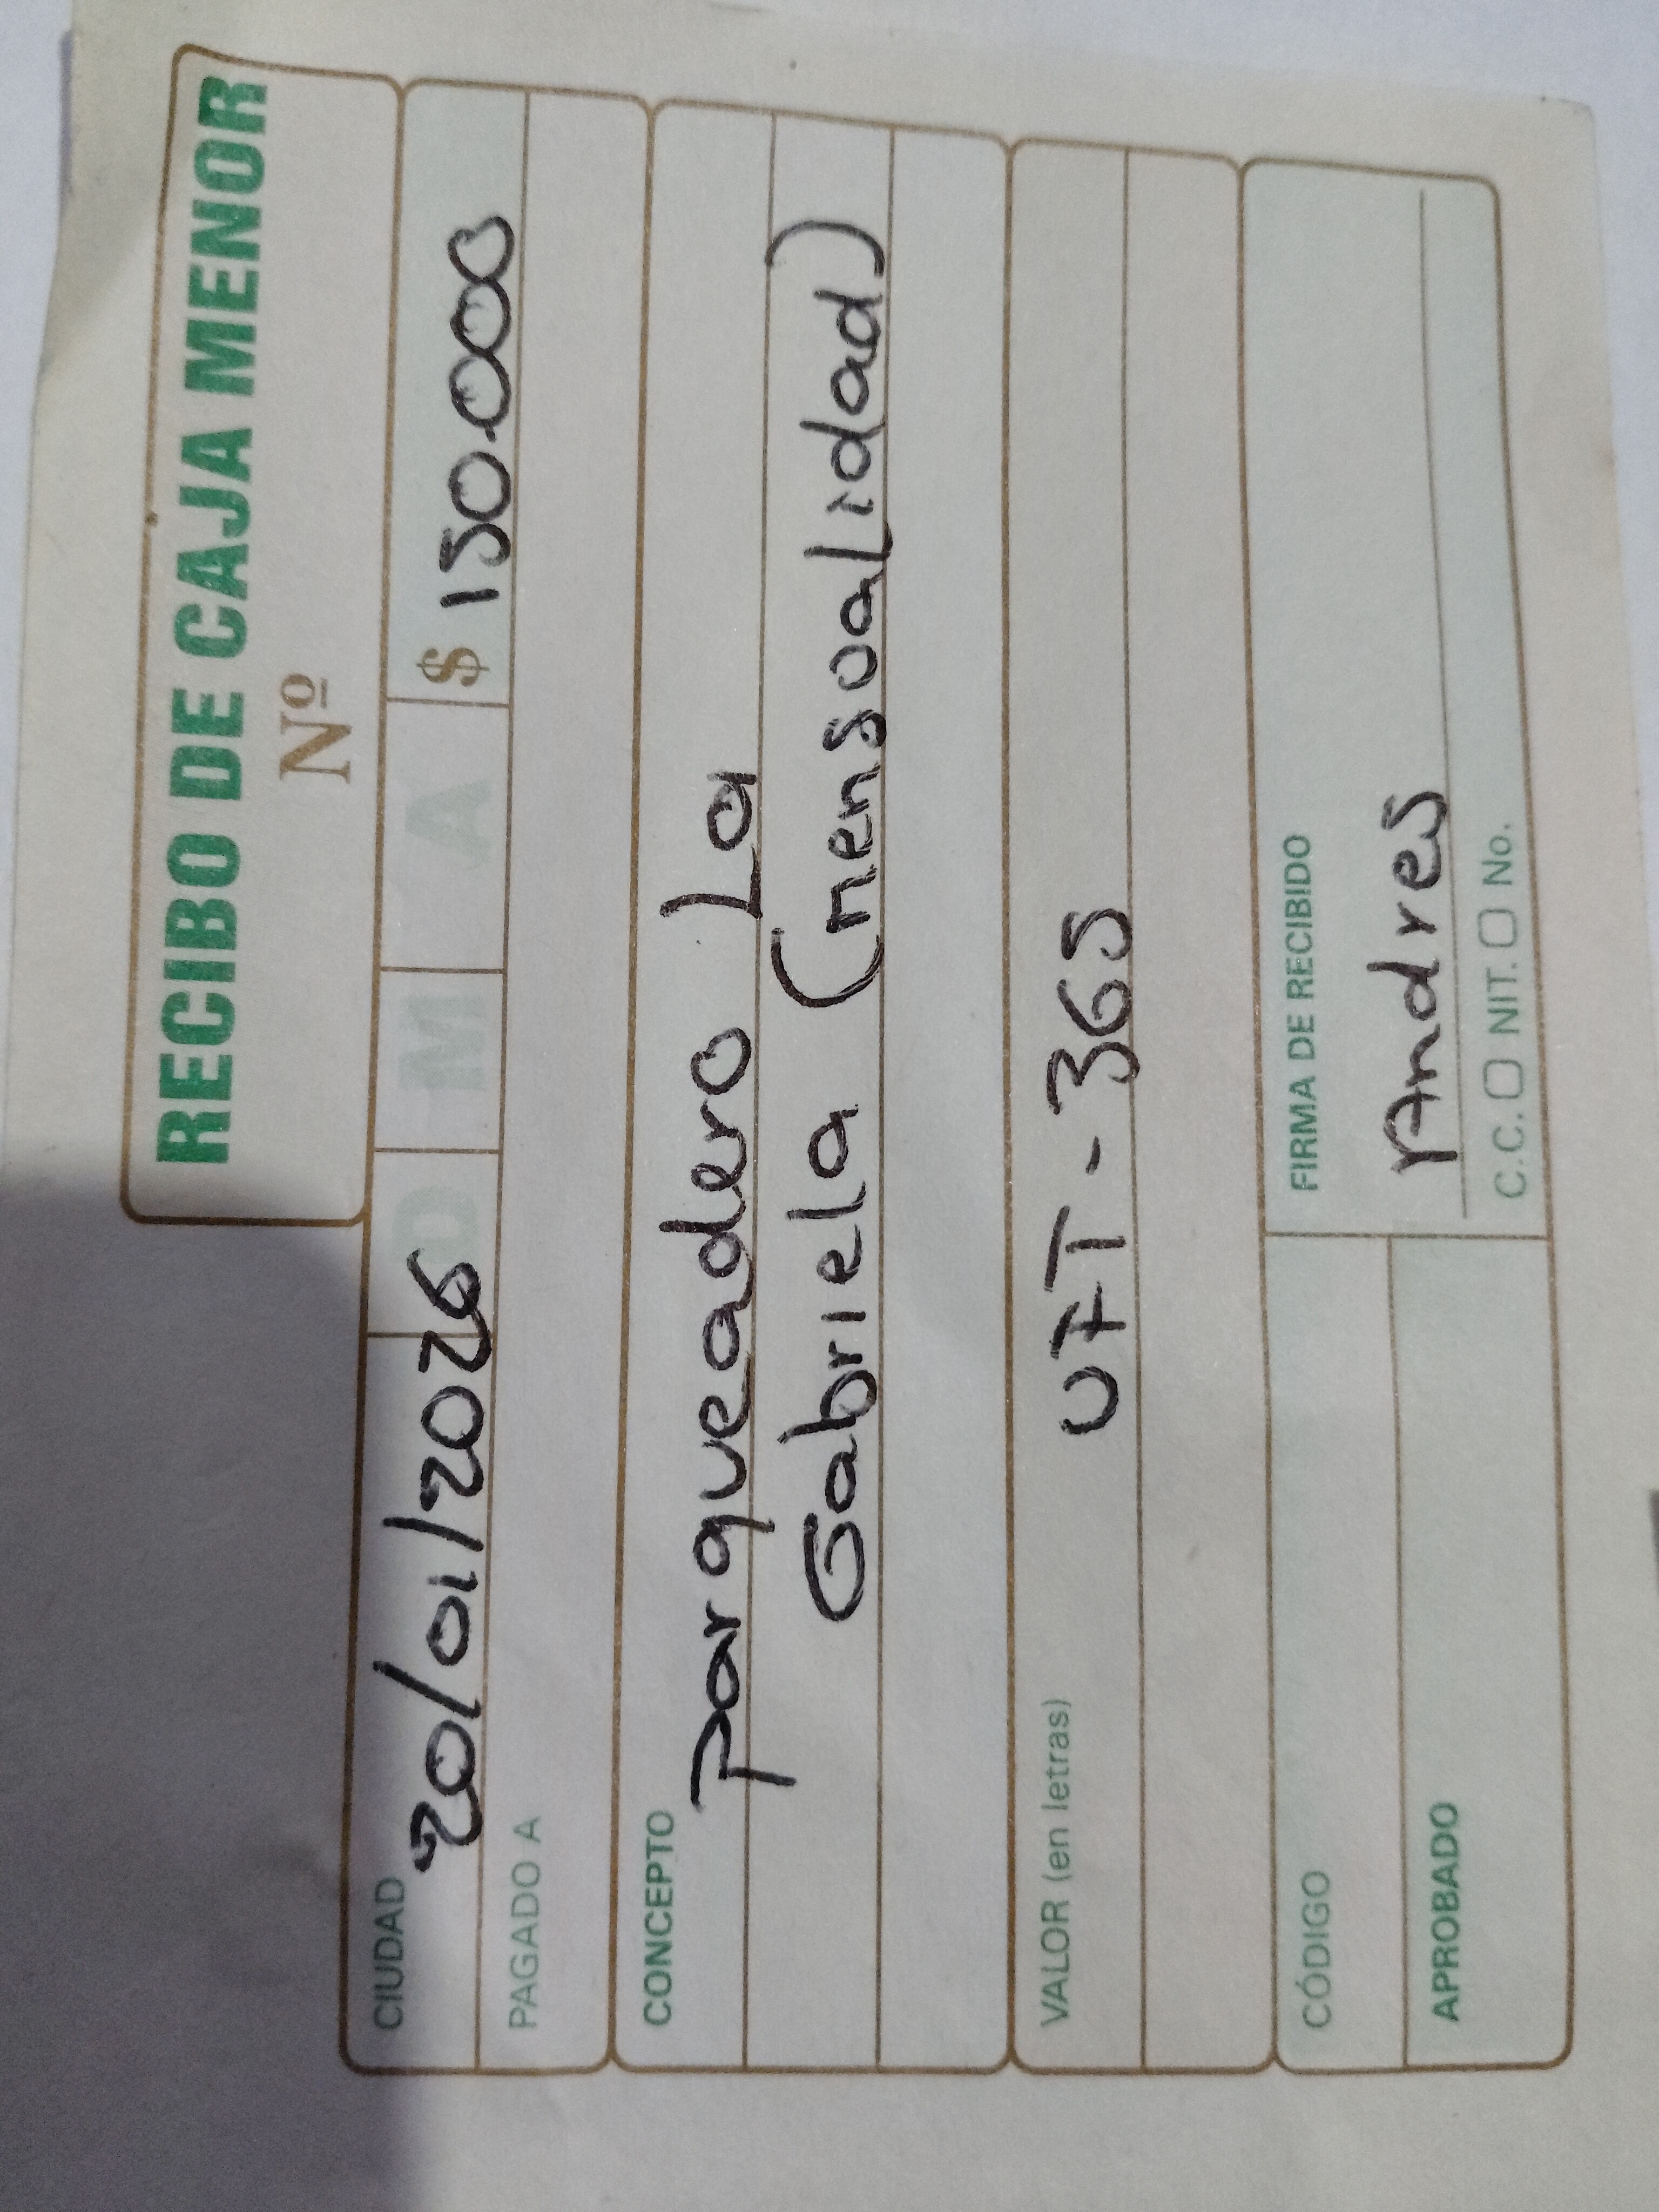 RECIBO DE CAJA MENOR
Nº
CIUDAD 20/01/2026 D M A $ 150.000
PAGADO A
CONCEPTO Parqueadero La
Gabriela (mensoalidad)
VALOR (en letras) UFT-365
CÓDIGO FIRMA DE RECIBIDO
APROBADO Andres
C.C. NIT. No.